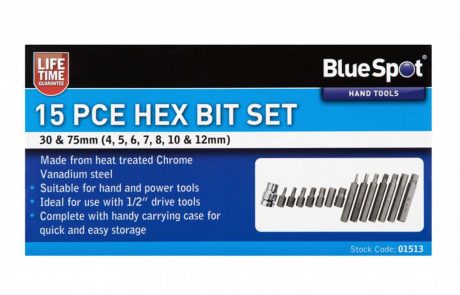 LIFE
TIME
GUARANTEE
BlueSpot
HAND TOOLS
15 PCE HEX BIT SET
30 & 75mm (4, 5, 6, 7, 8, 10 & 12mm)
Made from heat treated Chrome
Vanadium steel
• Suitable for hand and power tools
• Ideal for use with 1/2” drive tools
• Complete with handy carrying case for
quick and easy storage
Stock Code: 01513